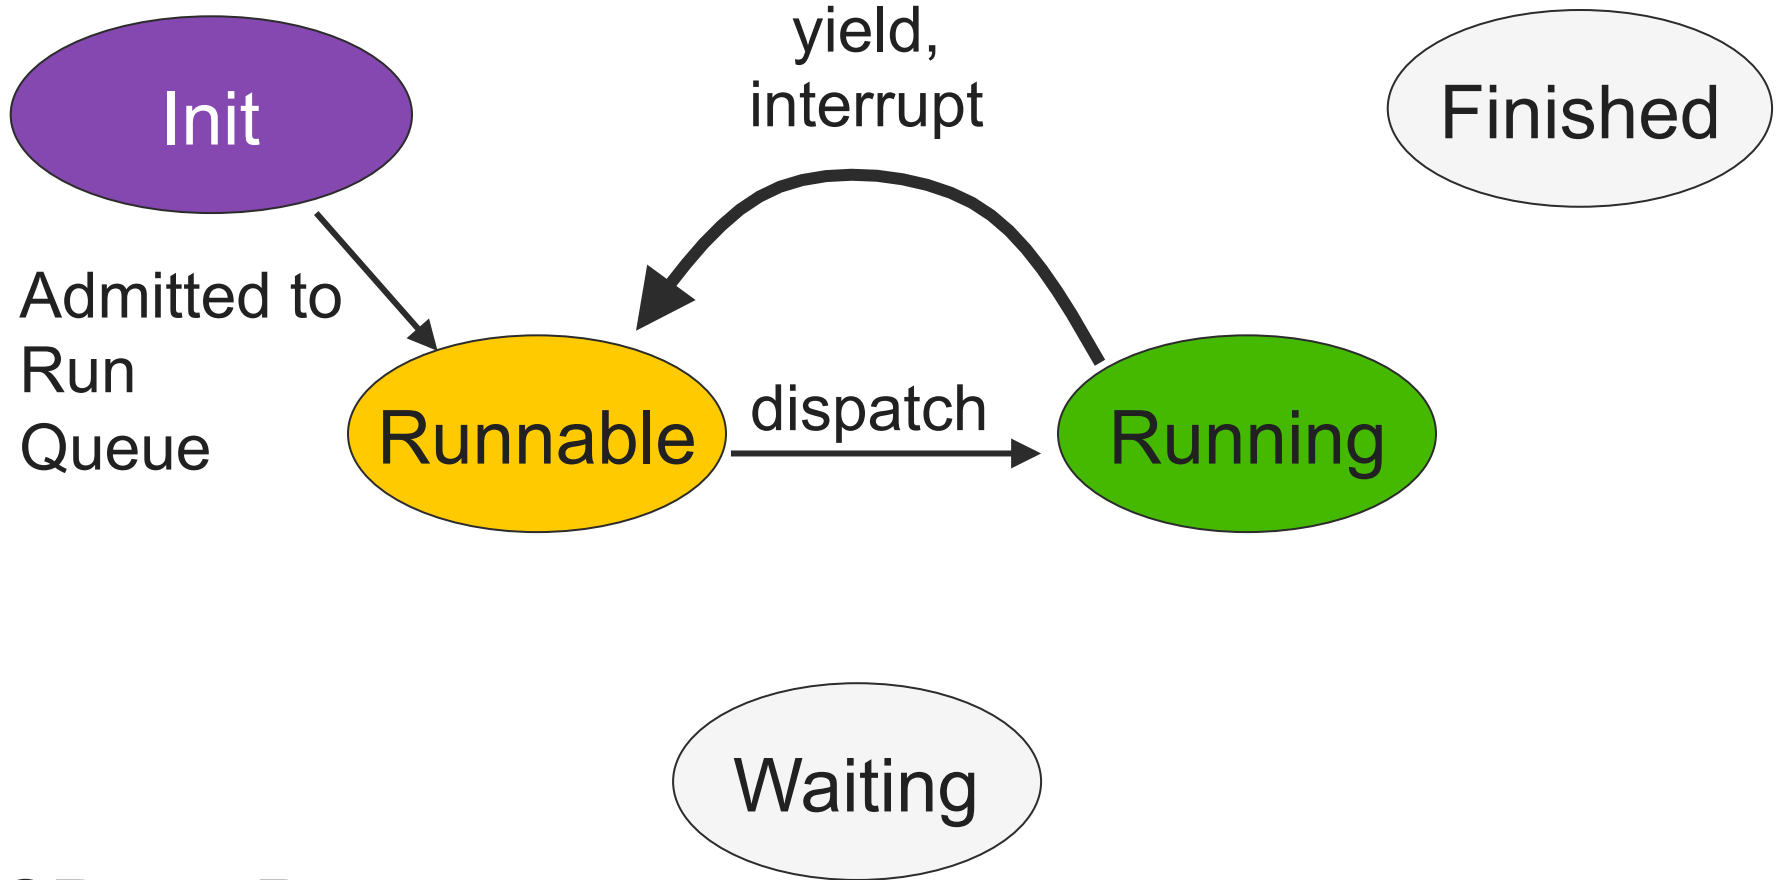 yield,
interrupt
Init
Finished
Admitted to
Run
Queue
Runnable
dispatch
Running
Waiting